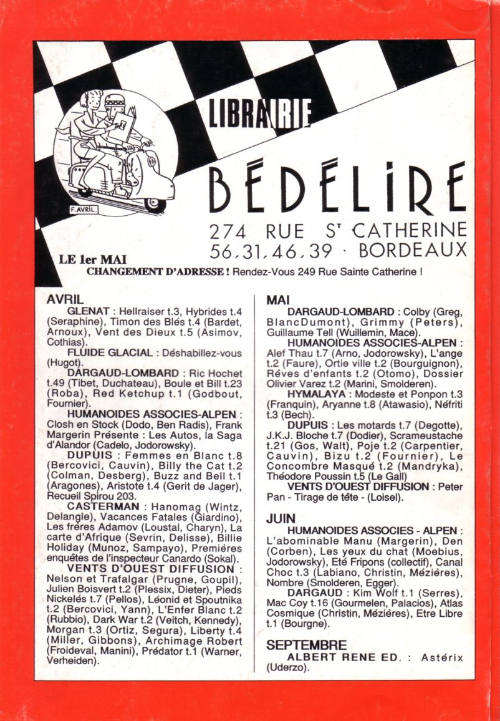 F. AVRIL.
LIBRAIRIE
BÉDÉLIRE
274 RUE ST CATHERINE
56.31.46.39 · BORDEAUX
LE 1er MAI
CHANGEMENT D'ADRESSE ! Rendez-Vous 249 Rue Sainte Catherine !
AVRIL
GLENAT : Hellraiser t.3, Hybrides t.4
(Seraphine), Timon des Blés t.4 (Bardet,
Arnoux), Vent des Dieux t.5 (Asimov,
Cothias).
FLUIDE GLACIAL : Déshabillez-vous
(Hugot).
DARGAUD-LOMBARD : Ric Hochet
t.49 (Tibet, Duchateau), Boule et Bill t.23
(Roba), Red Ketchup t.1 (Godbout,
Fournier).
HUMANOIDES ASSOCIES-ALPEN :
Closh en Stock (Dodo, Ben Radis), Frank
Margerin Présente : Les Autos, la Saga
d'Alandor (Cadelo, Jodorowsky).
DUPUIS : Femmes en Blanc t.8
(Bercovici, Cauvin), Billy the Cat t.2
(Colman, Desberg), Buzz and Bell t.1
(Aragones), Aristote t.4 (Gerit de Jager),
Recueil Spirou 203.
CASTERMAN : Hanomag (Wintz,
Delangle), Vacances Fatales (Giardino),
Les frères Adamov (Loustal, Charyn), La
carte d'Afrique (Sevrin, Delisse), Billie
Holiday (Munoz, Sampayo), Premières
enquêtes de l'inspecteur Canardo (Sokal).
VENTS D'OUEST DIFFUSION :
Nelson et Trafalgar (Prugne, Goupil),
Julien Boisvert t.2 (Plessix, Dieter), Pieds
Nickelés t.7 (Pellos), Léonid et Spoutnika
t.2 (Bercovici, Yann), L'Enfer Blanc t.2
(Rubbio), Dark War t.2 (Veitch, Kennedy),
Morgan t.3 (Ortiz, Segura), Liberty t.4
(Miller, Gibbons), Archimage Robert
(Froideval, Manini), Prédator t.1 (Warner,
Verheiden).
MAI
DARGAUD-LOMBARD : Colby (Greg,
BlancDumont), Grimmy (Peters),
Guillaume Tell (Wuillemin, Mace).
HUMANOIDES ASSOCIES-ALPEN :
Alef Thau t.7 (Arno, Jodorowsky), L'ange
t.2 (Faure), Ortie ville t.2 (Bourguignon),
Rêves d'enfants t.2 (Otomo), Dossier
Olivier Varez t.2 (Marini, Smolderen).
HYMALAYA : Modeste et Ponpon t.3
(Franquin), Aryanne t.8 (Atawasio), Néfriti
t.3 (Bech).
DUPUIS : Les motards t.7 (Degotte),
J.K.J. Bloche t.7 (Dodier), Scrameustache
t.21 (Gos, Walt), Poje t.2 (Carpentier,
Cauvin), Bizu t.2 (Fournier), Le
Concombre Masqué t.2 (Mandryka),
Théodore Poussin t.5 (Le Gall)
VENTS D'OUEST DIFFUSION : Peter
Pan - Tirage de tête - (Loisel).
JUIN
HUMANOIDES ASSOCIES - ALPEN :
L'abominable Manu (Margerin), Den
(Corben), Les yeux du chat (Moebius,
Jodorowsky), Eté Fripons (collectif), Canal
Choc t.3 (Labiano, Christin, Mézières),
Nombre (Smolderen, Egger).
DARGAUD : Kim Wolf t.1 (Serres),
Mac Coy t.16 (Gourmelen, Palacios), Atlas
Cosmique (Christin, Mézières), Etre Libre
t.1 (Bourgne).
SEPTEMBRE
ALBERT RENE ED. : Astérix
(Uderzo).